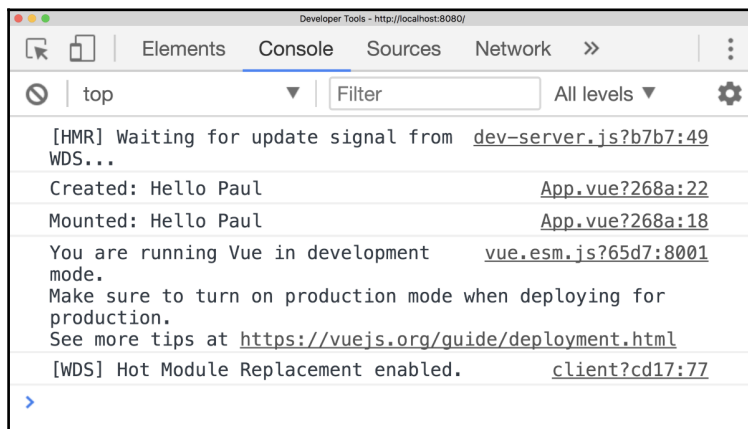 Developer Tools - http://localhost:8080/
Elements Console Sources Network »
top ▼ Filter All levels ▼
[HMR] Waiting for update signal from dev-server.js?b7b7:49
WDS...
Created: Hello Paul App.vue?268a:22
Mounted: Hello Paul App.vue?268a:18
You are running Vue in development vue.esm.js?65d7:8001
mode.
Make sure to turn on production mode when deploying for
production.
See more tips at https://vuejs.org/guide/deployment.html
[WDS] Hot Module Replacement enabled. client?cd17:77
>